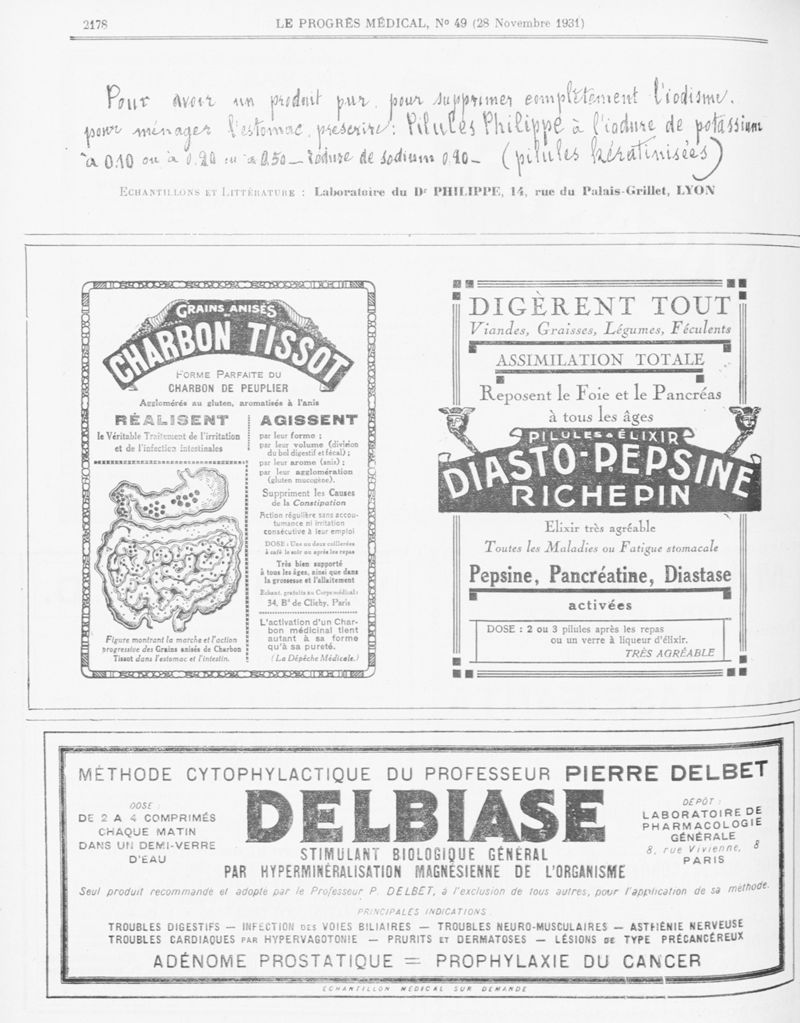 2178
LE PROGRÈS MÉDICAL, No 49 (28 Novembre 1931)
Pour avoir un produit pur, pour supprimer complètement l'iodisme,
pour ménager l'estomac, prescrire: Pilules Philippe à l'iodure de potassium
à 0.10 ou à 0.20 ou à 0.50 _ Iodure de sodium 0.20 _ (pilules kératinisées)
ECHANTILLONS ET LITTÉRATURE : Laboratoire du Dr PHILIPPE, 14, rue du Palais-Grillet, LYON
GRAINS ANISÉS
DE
CHARBON TISSOT
FORME PARFAITE DU
CHARBON DE PEUPLIER
Agglomérés au gluten, aromatisés à l'anis
RÉALISENT
le Véritable Traitement de l'irritation
et de l'infection intestinales
Figure montrant la marche et l'action
progressive des Grains anisés de Charbon
Tissot dans l'estomac et l'intestin.
AGISSENT
par leur forme ;
par leur volume (division
du bol digestif et fécal) ;
par leur arome (anis) ;
par leur agglomération
(gluten mucogène).
Suppriment les Causes
de la Constipation
Action régulière sans accou-
tumance ni irritation
consécutive à leur emploi
DOSE : Une ou deux cuillerées
à café le soir ou après les repas
Très bien supporté
à tous les âges, ainsi que dans
la grossesse et l'allaitement
Echant. gratuits au Corps médical :
34, Bd de Clichy, Paris
L'activation d'un Char-
bon médicinal tient
autant à sa forme
qu'à sa pureté.
(La Dépêche Médicale.)
DIGÈRENT TOUT
Viandes, Graisses, Légumes, Féculents
ASSIMILATION TOTALE
Reposent le Foie et le Pancréas
à tous les âges
PILULES & ÉLIXIR
DIASTO-PEPSINE
RICHEPIN
Elixir très agréable
Toutes les Maladies ou Fatigue stomacale
Pepsine, Pancréatine, Diastase
activées
DOSE : 2 ou 3 pilules après les repas
ou un verre à liqueur d'élixir.
TRÈS AGRÉABLE
MÉTHODE CYTOPHYLACTIQUE DU PROFESSEUR PIERRE DELBET
DOSE :
DE 2 A 4 COMPRIMÉS
CHAQUE MATIN
DANS UN DEMI-VERRE
D'EAU
DELBIASE
STIMULANT BIOLOGIQUE GÉNÉRAL
PAR HYPERMINÉRALISATION MAGNÉSIENNE DE L'ORGANISME
DÉPÔT :
LABORATOIRE DE
PHARMACOLOGIE
GÉNÉRALE
8, rue Vivienne, 8
PARIS
Seul produit recommandé et adopté par le Professeur P. DELBET, à l'exclusion de tous autres, pour l'application de sa méthode.
PRINCIPALES INDICATIONS :
TROUBLES DIGESTIFS — INFECTION DES VOIES BILIAIRES — TROUBLES NEURO-MUSCULAIRES — ASTHÉNIE NERVEUSE
TROUBLES CARDIAQUES PAR HYPERVAGOTONIE — PRURITS ET DERMATOSES — LÉSIONS DE TYPE PRÉCANCÉREUX
ADÉNOME PROSTATIQUE = PROPHYLAXIE DU CANCER
ECHANTILLON MÉDICAL SUR DEMANDE